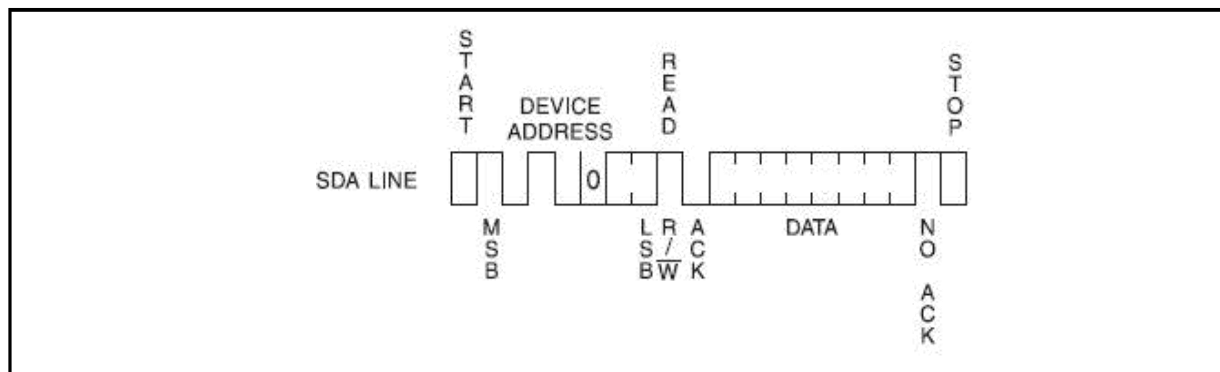 START
READ
STOP
DEVICE
ADDRESS
SDA LINE
0
MSB
LSB
R/W
ACK
DATA
NO ACK